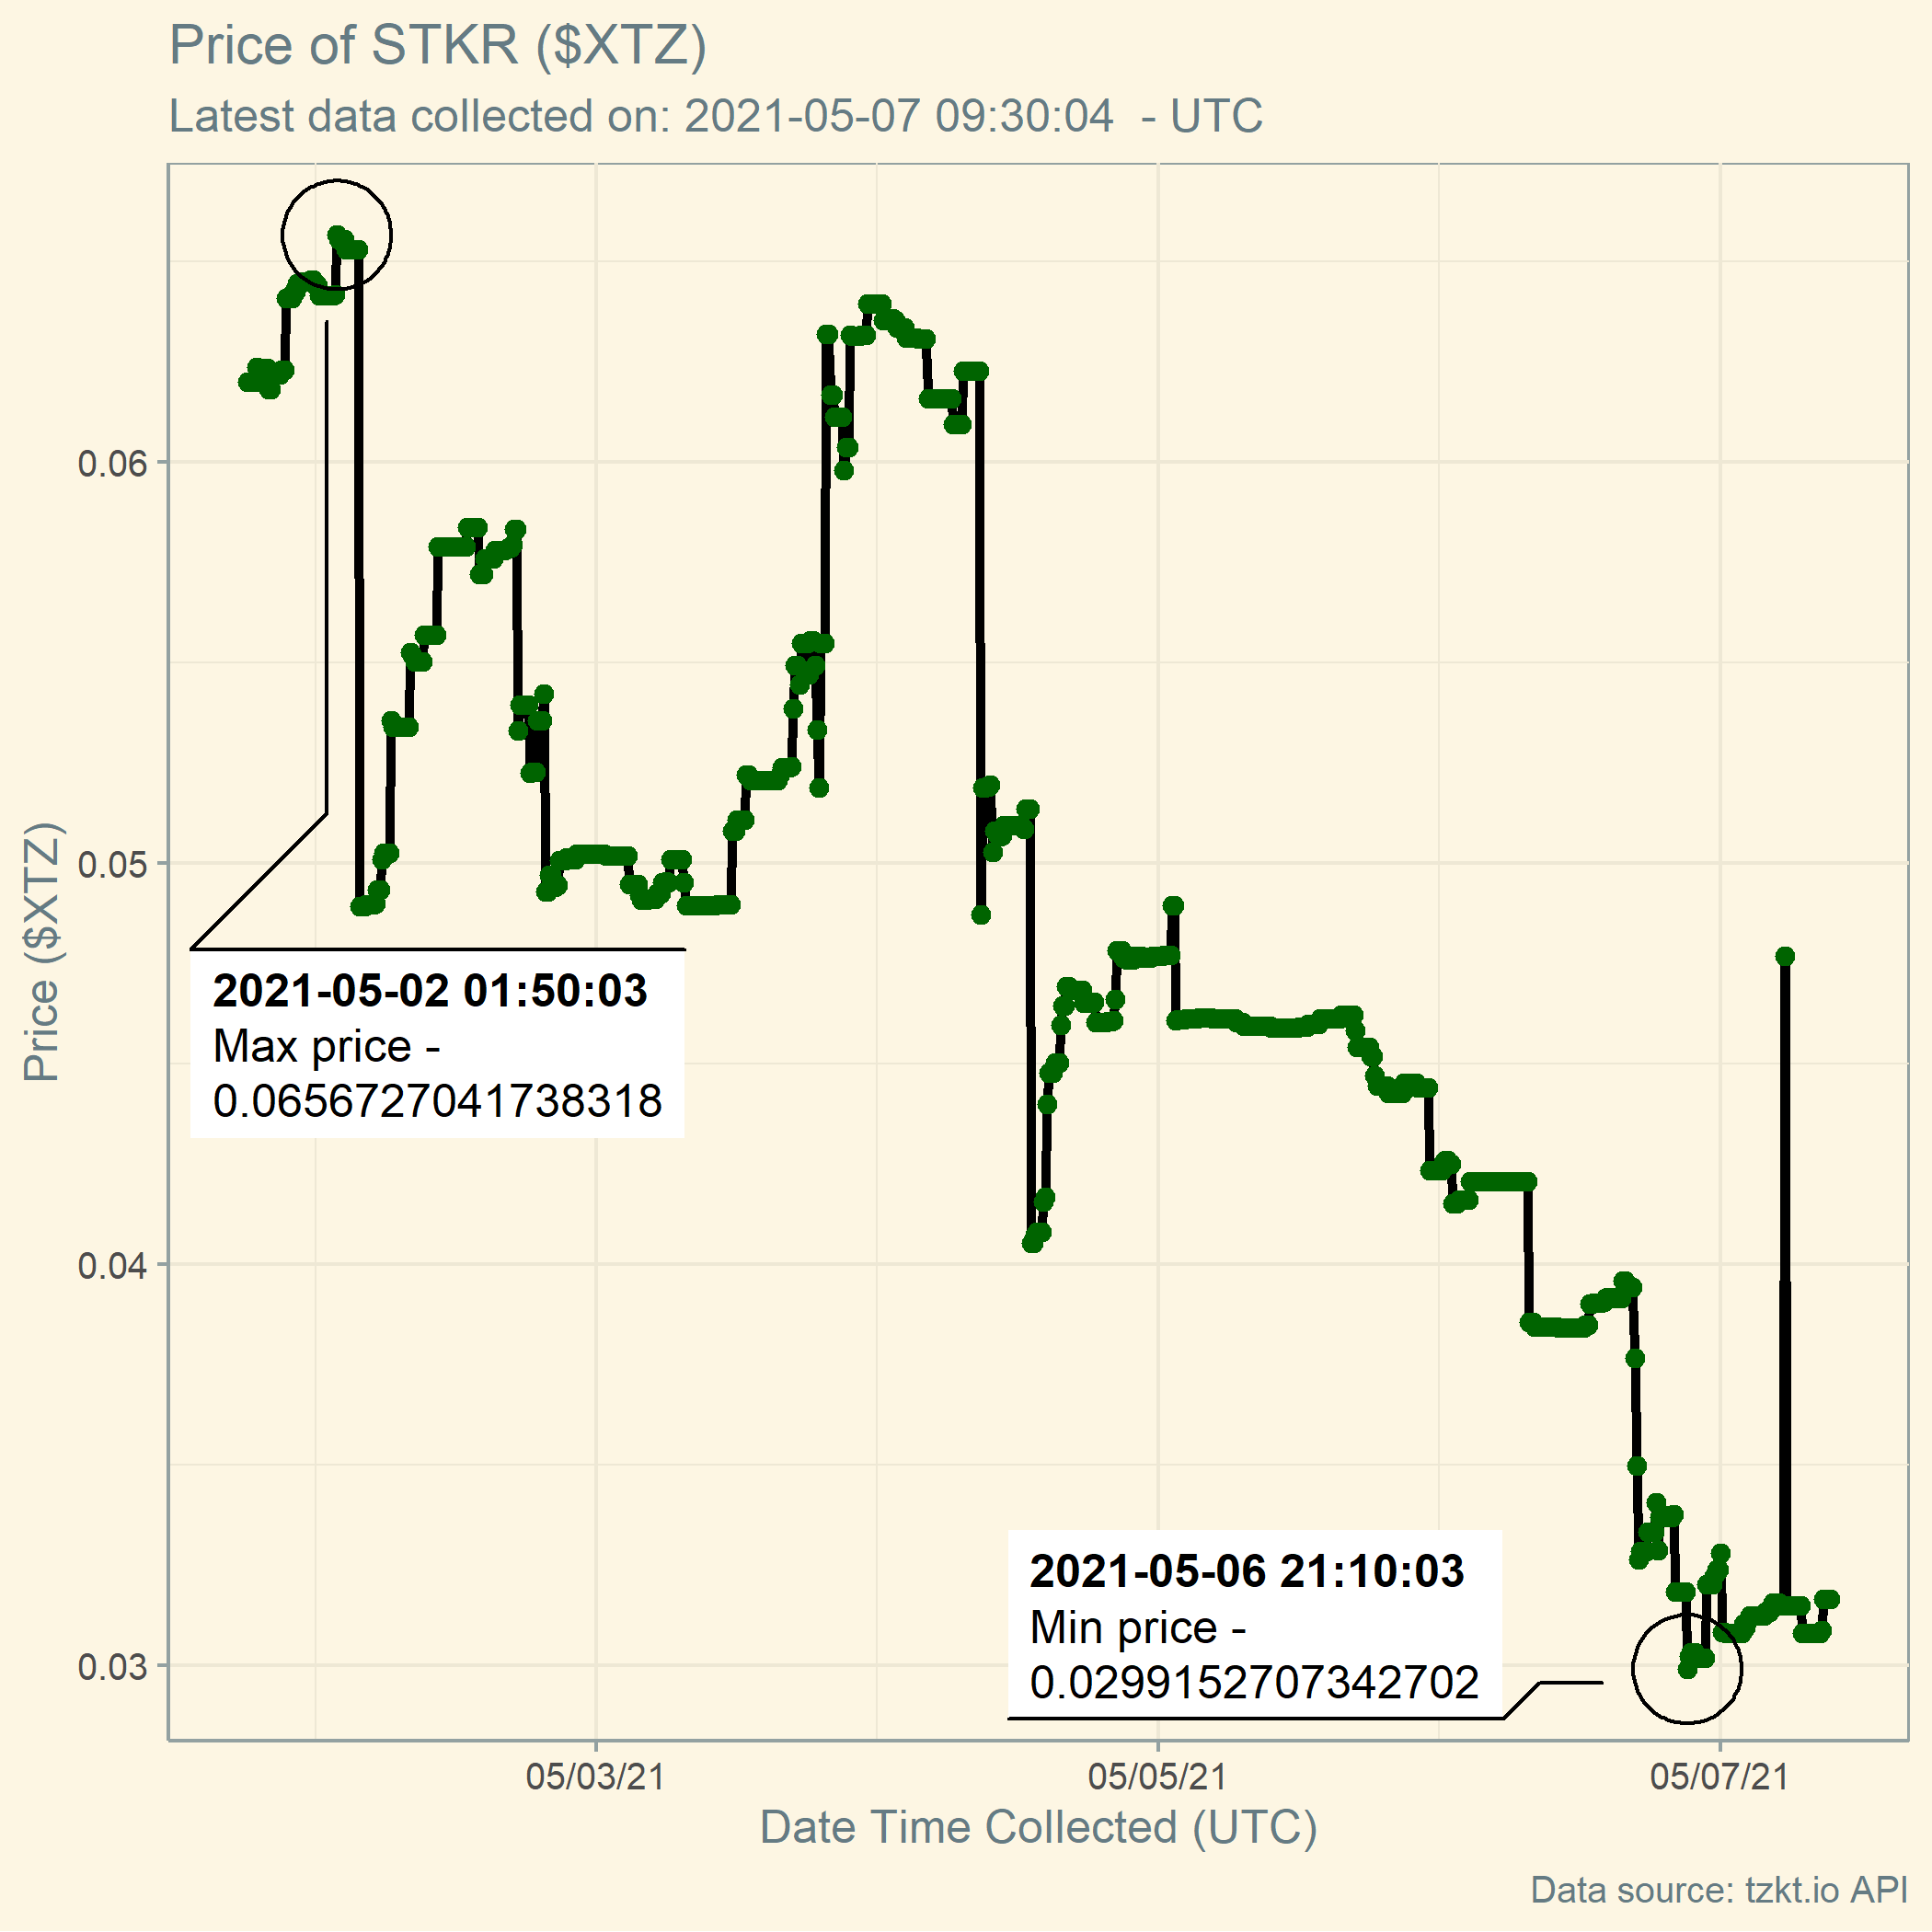 Price of STKR ($XTZ)
Latest data collected on: 2021-05-07 09:30:04  - UTC
Price ($XTZ)
0.06
0.05
0.04
0.03
2021-05-02 01:50:03
Max price -
0.0656727041738318
2021-05-06 21:10:03
Min price -
0.0299152707342702
05/03/21
05/05/21
05/07/21
Date Time Collected (UTC)
Data source: tzkt.io API